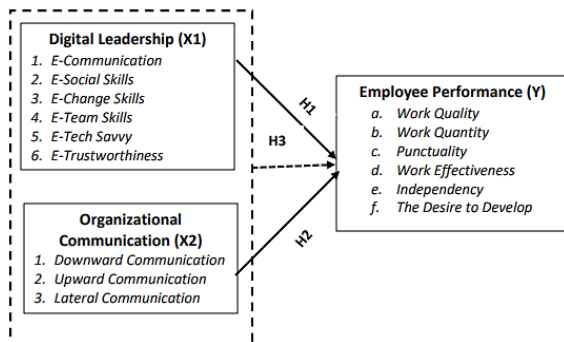 Digital Leadership (X1)
1. E-Communication
2. E-Social Skills
3. E-Change Skills
4. E-Team Skills
5. E-Tech Savvy
6. E-Trustworthiness
H1
H3
Employee Performance (Y)
a. Work Quality
b. Work Quantity
c. Punctuality
d. Work Effectiveness
e. Independency
f. The Desire to Develop
Organizational
Communication (X2)
1. Downward Communication
2. Upward Communication
3. Lateral Communication
H2